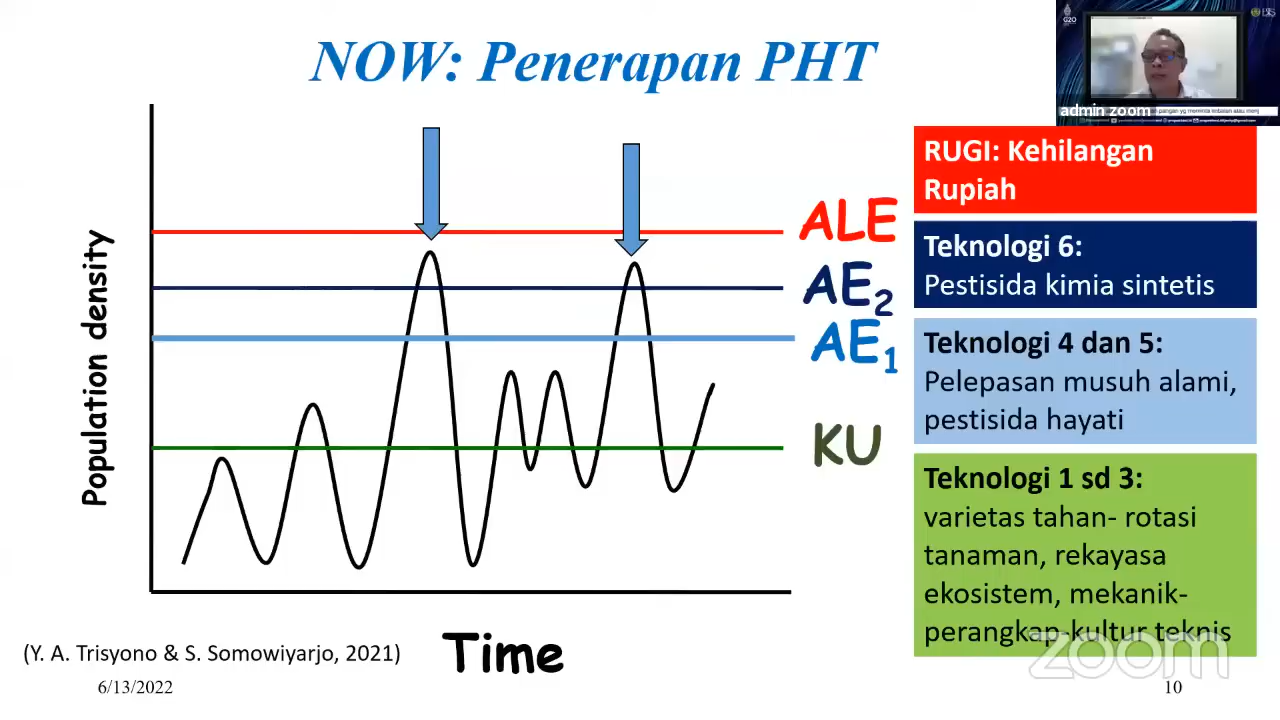 NOW: Penerapan PHT
G20
admin zoom
RUGI: Kehilangan
Rupiah
ALE
Teknologi 6:
Pestisida kimia sintetis
AE2
AE1
Teknologi 4 dan 5:
Pelepasan musuh alami,
pestisida hayati
KU
Teknologi 1 sd 3:
varietas tahan- rotasi
tanaman, rekayasa
ekosistem, mekanik-
perangkap-kultur teknis
Population density
Time
(Y. A. Trisyono & S. Somowiyarjo, 2021)
zoom
6/13/2022
10